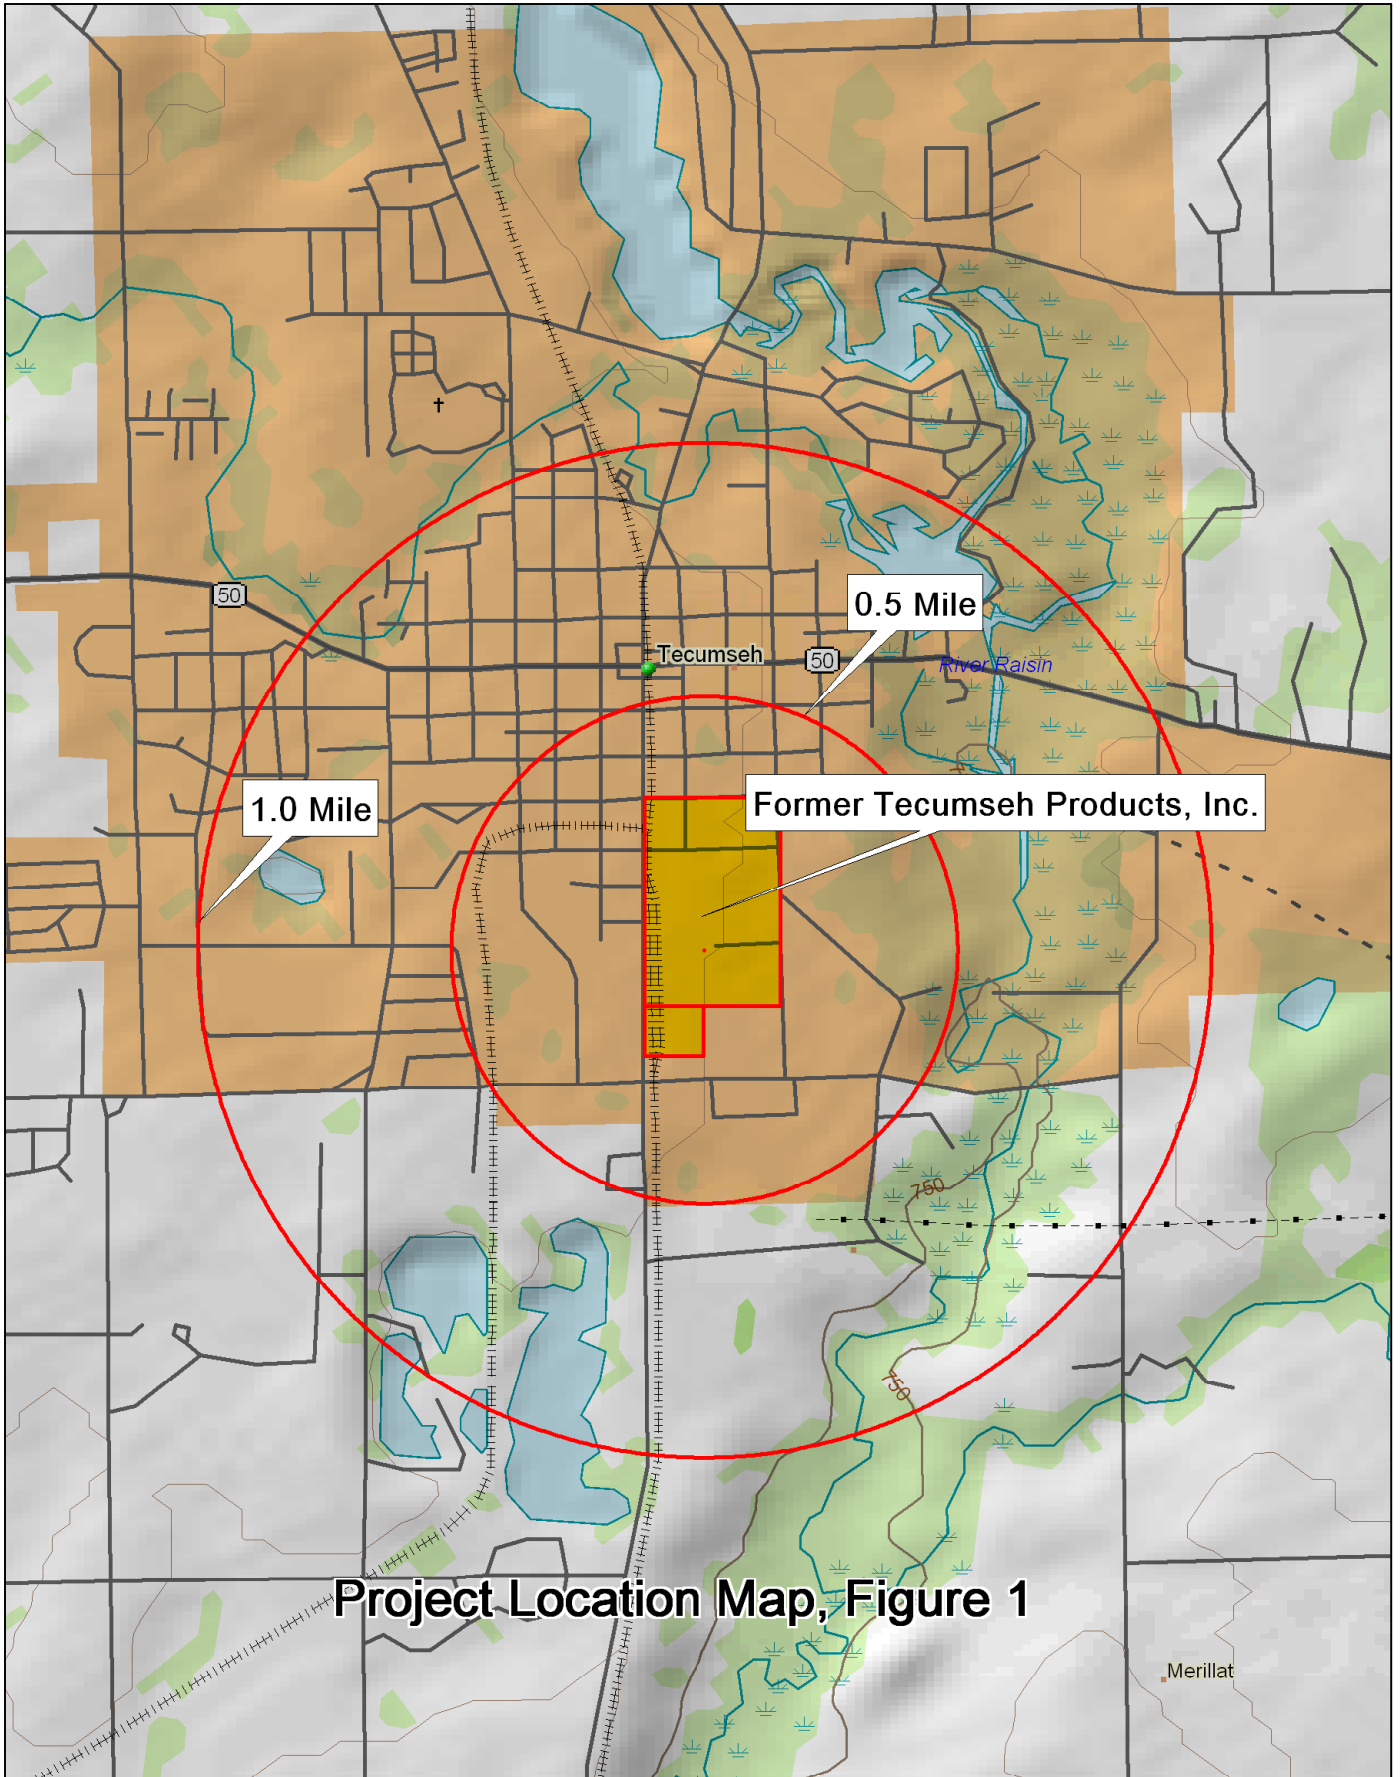 50
Tecumseh
0.5 Mile
50
River Raisin
1.0 Mile
Former Tecumseh Products, Inc.
750
750
Project Location Map, Figure 1
Merillat